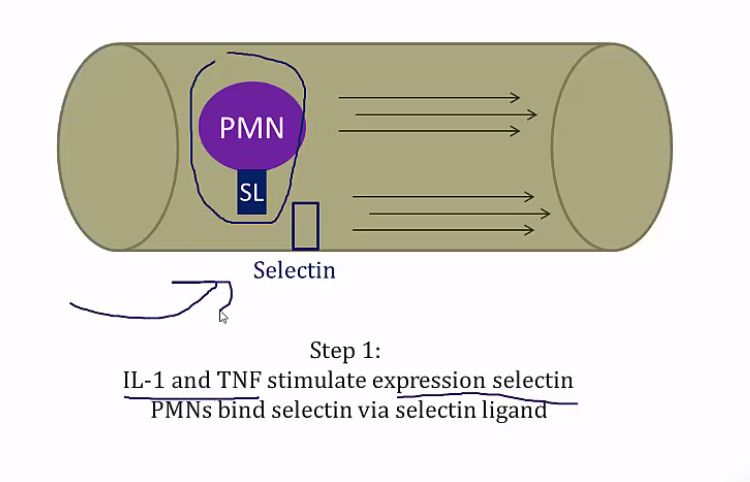 PMN
SL
Selectin
Step 1:
IL-1 and TNF stimulate expression selectin
PMNs bind selectin via selectin ligand